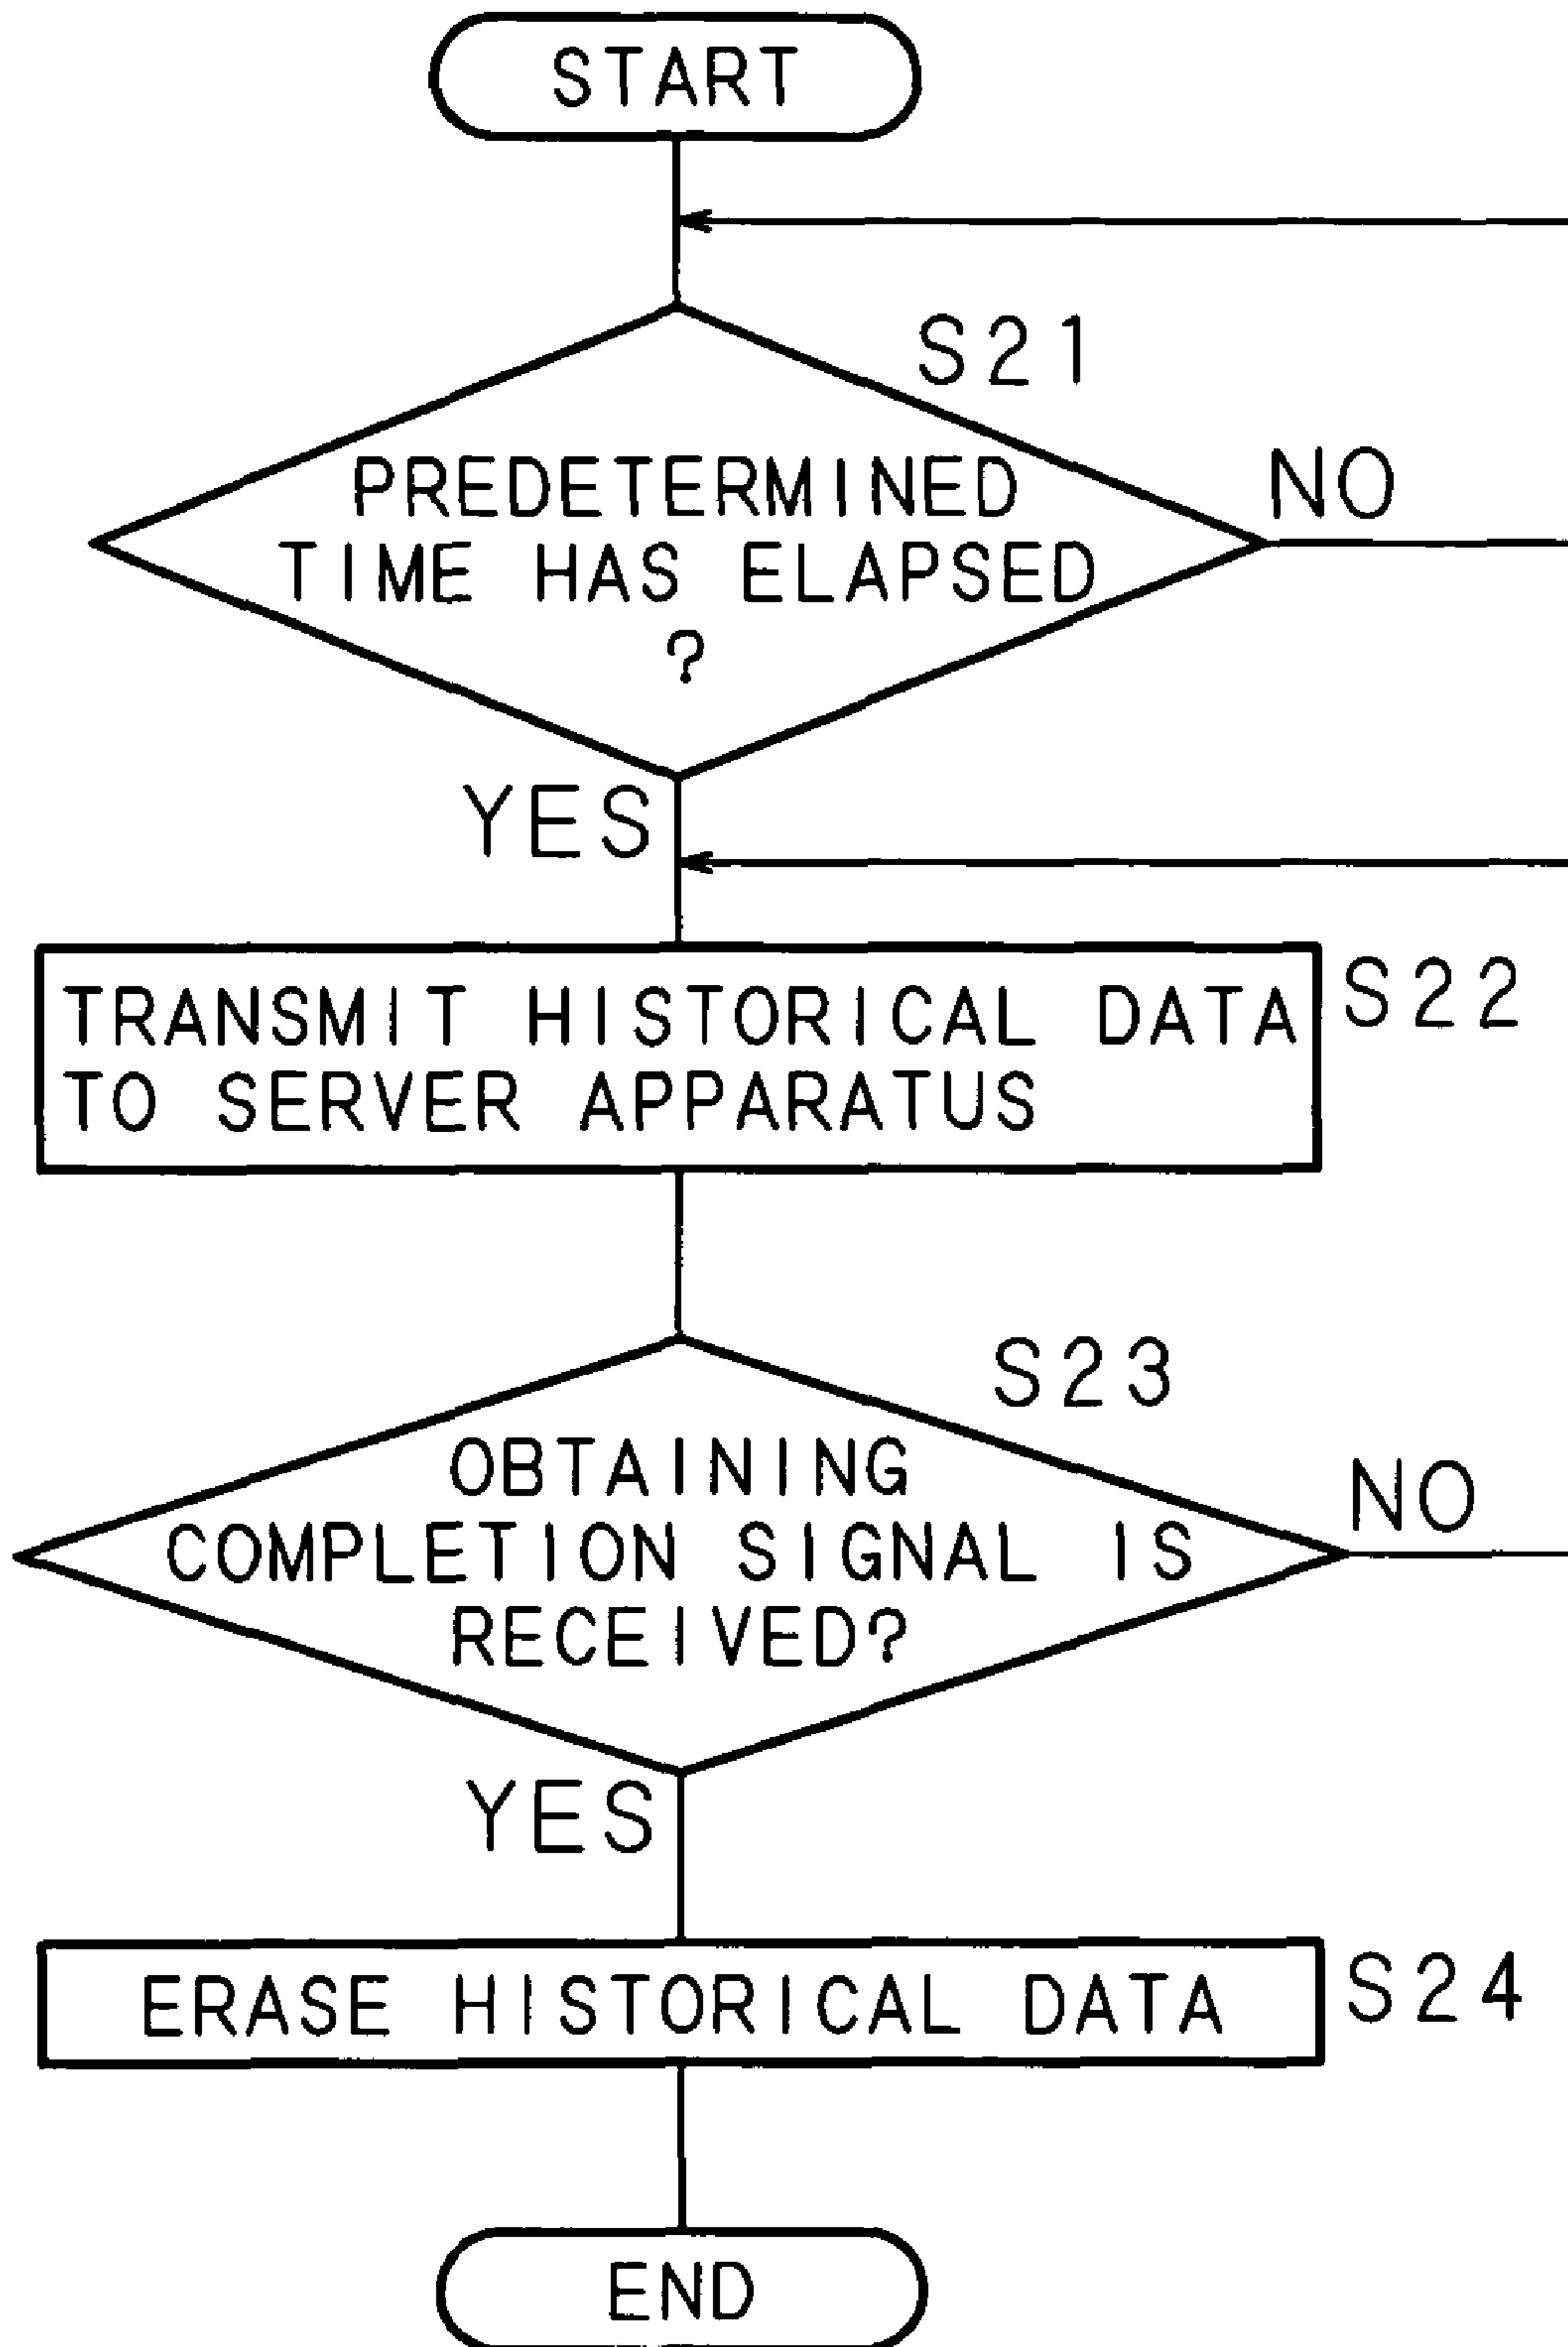 START
S21
PREDETERMINED
TIME HAS ELAPSED
?
NO
YES
TRANSMIT HISTORICAL DATA
TO SERVER APPARATUS
S22
S23
OBTAINING
COMPLETION SIGNAL IS
RECEIVED?
NO
YES
ERASE HISTORICAL DATA
S24
END